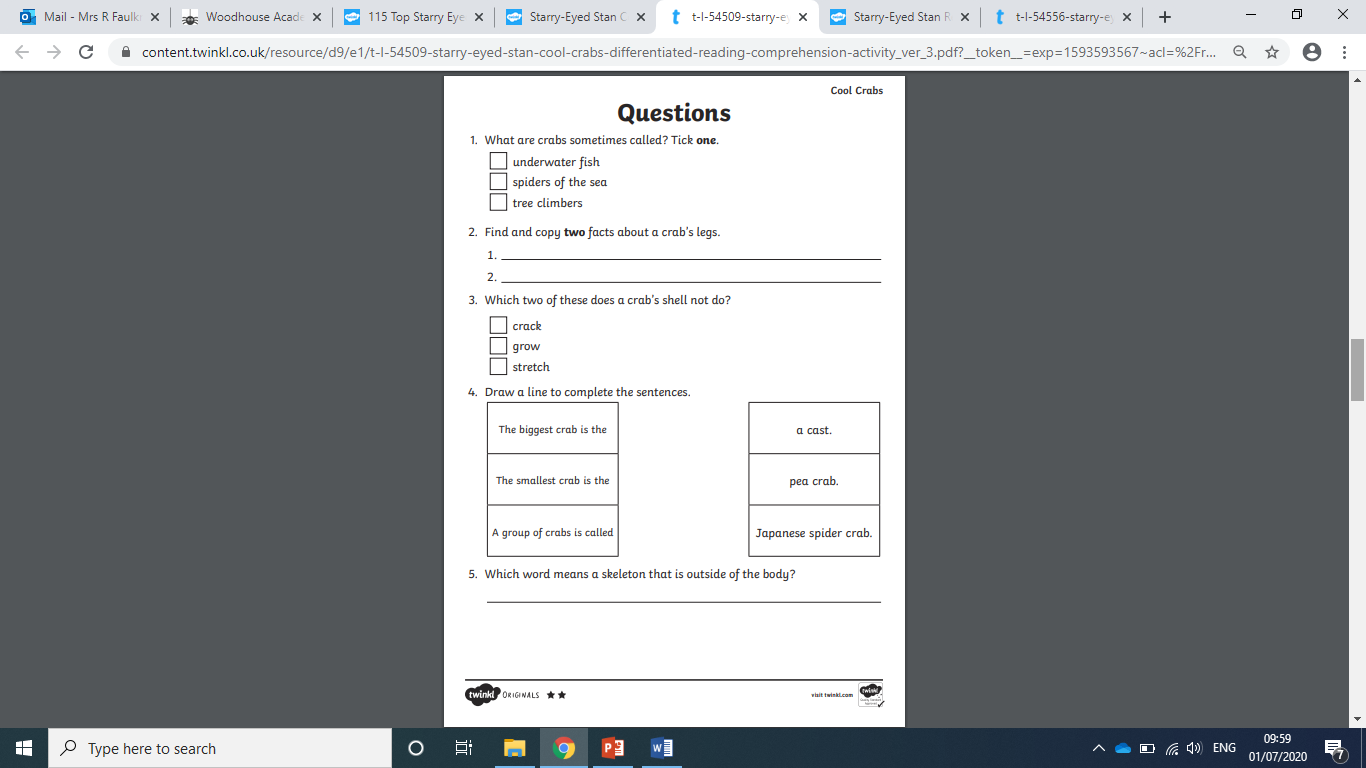 Mail - Mrs R Faulk
Woodhouse Acade
115 Top Starry Eye
Starry-Eyed Stan C
t-l-54509-starry-ey
Starry-Eyed Stan R
t-l-54556-starry-ey
content.twinkl.co.uk/resource/d9/e1/t-l-54509-starry-eyed-stan-cool-crabs-differentiated-reading-comprehension-activity_ver_3.pdf?__token__=exp=1593593567~acl=%2Fr...
Cool Crabs
Questions
1. What are crabs sometimes called? Tick one.
underwater fish
spiders of the sea
tree climbers
2. Find and copy two facts about a crab's legs.
1.
2.
3. Which two of these does a crab's shell not do?
crack
grow
stretch
4. Draw a line to complete the sentences.
The biggest crab is the
a cast.
The smallest crab is the
pea crab.
A group of crabs is called
Japanese spider crab.
5. Which word means a skeleton that is outside of the body?
twinkl ORIGINALS
visit twinkl.com
twinkl
Type here to search
ENG
09:59
01/07/2020
7